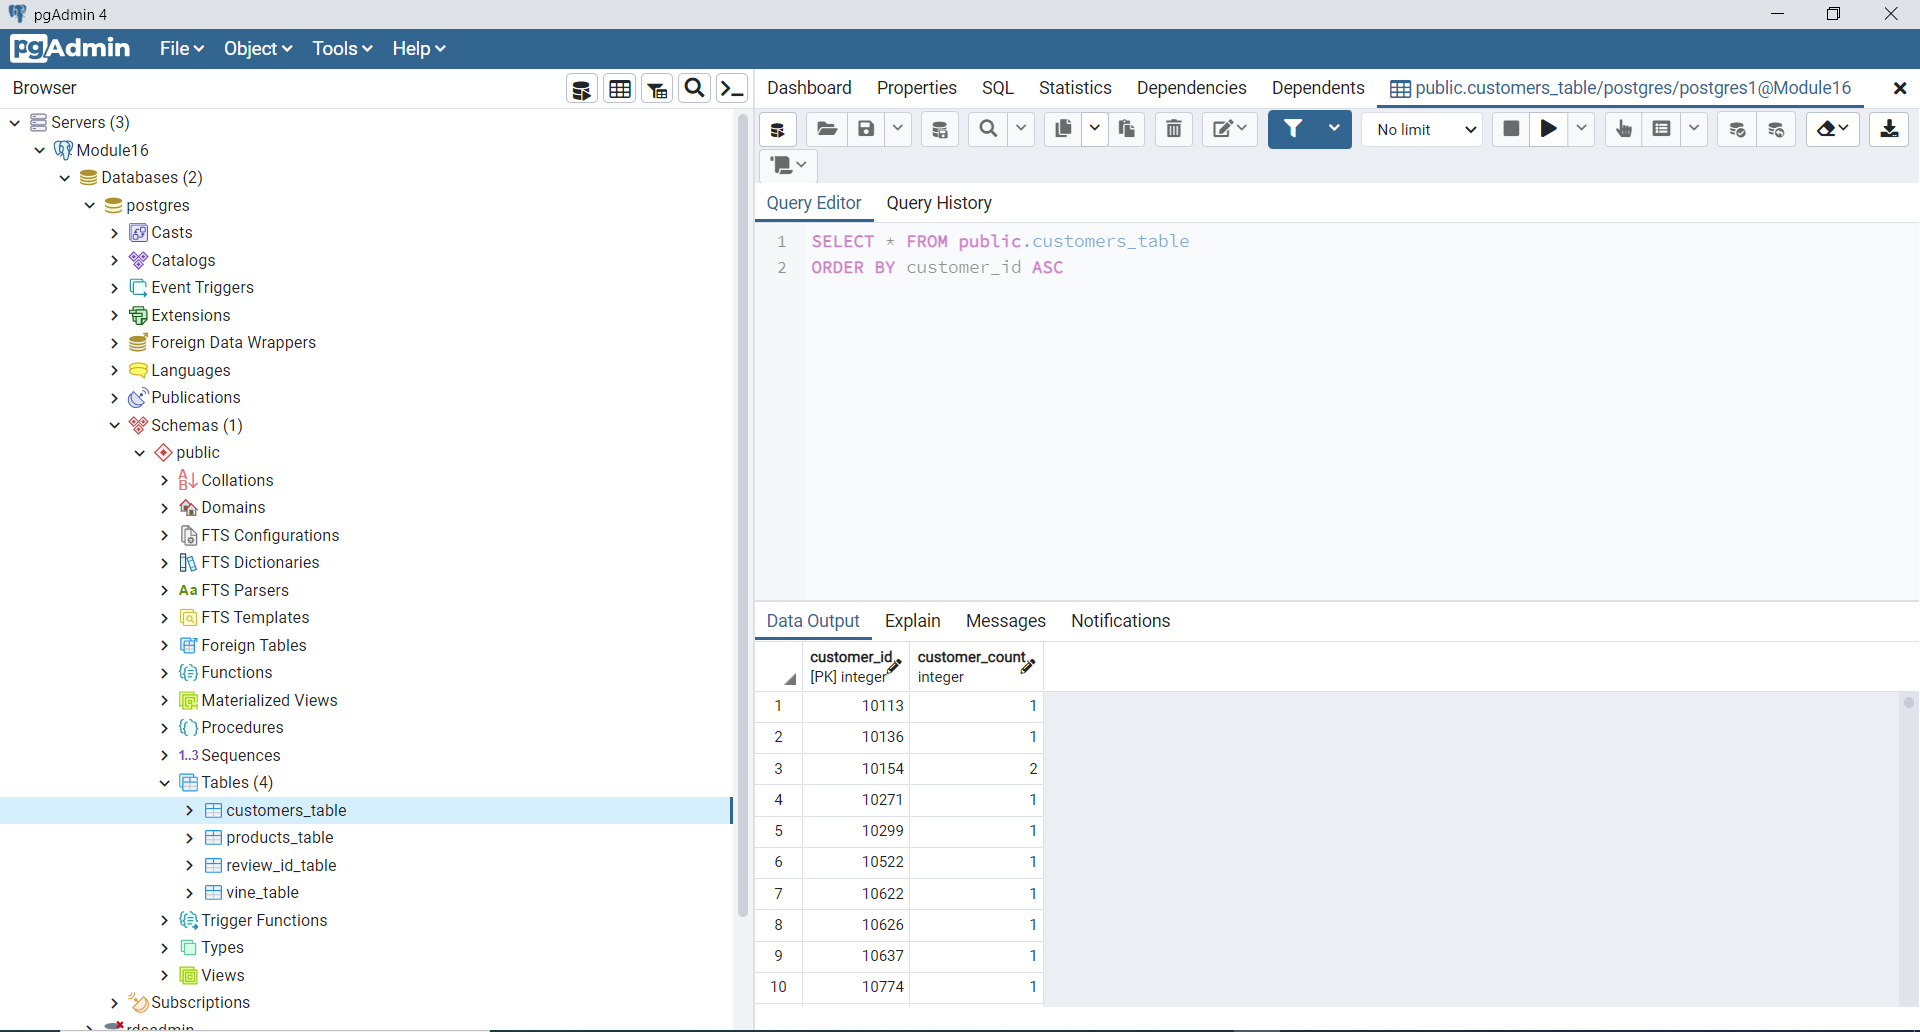 pgAdmin 4
pgAdmin File Object Tools Help
Browser
Dashboard Properties SQL Statistics Dependencies Dependents public.customers_table/postgres/postgres1@Module16
No limit
Servers (3)
Module16
Databases (2)
postgres
Casts
Catalogs
Event Triggers
Extensions
Foreign Data Wrappers
Languages
Publications
Schemas (1)
public
Collations
Domains
FTS Configurations
FTS Dictionaries
Aa FTS Parsers
FTS Templates
Foreign Tables
Functions
Materialized Views
Procedures
1..3 Sequences
Tables (4)
customers_table
products_table
review_id_table
vine_table
Trigger Functions
Types
Views
Subscriptions
rdsadmin
Query Editor Query History
1 SELECT * FROM public.customers_table
2 ORDER BY customer_id ASC
Data Output Explain Messages Notifications
customer_id customer_count
[PK] integer integer
1 10113 1
2 10136 1
3 10154 2
4 10271 1
5 10299 1
6 10522 1
7 10622 1
8 10626 1
9 10637 1
10 10774 1